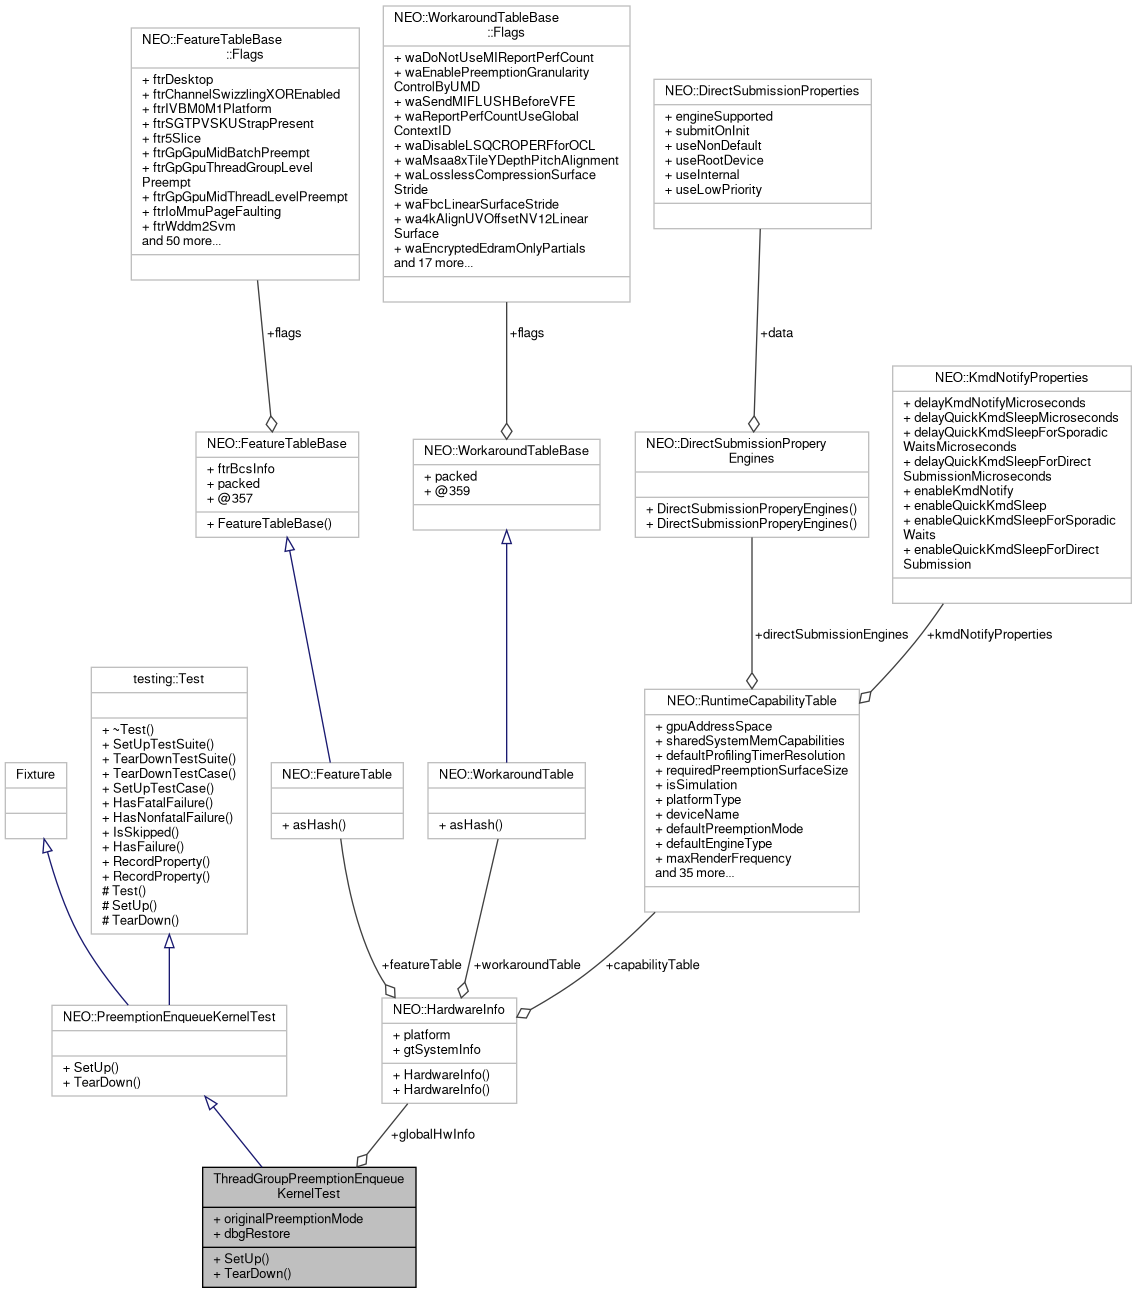 NEO::FeatureTableBase
::Flags
+ ftrDesktop
+ ftrChannelSwizzlingXOREnabled
+ ftrIVBM0M1Platform
+ ftrSGTPVSKUStrapPresent
+ ftr5Slice
+ ftrGpGpuMidBatchPreempt
+ ftrGpGpuThreadGroupLevel
Preempt
+ ftrGpGpuMidThreadLevelPreempt
+ ftrIoMmuPageFaulting
+ ftrWddm2Svm
and 50 more...
NEO::WorkaroundTableBase
::Flags
+ waDoNotUseMIReportPerfCount
+ waEnablePreemptionGranularity
ControlByUMD
+ waSendMIFLUSHBeforeVFE
+ waReportPerfCountUseGlobal
ContextID
+ waDisableLSQCROPERFforOCL
+ waMsaa8xTileYDepthPitchAlignment
+ waLosslessCompressionSurface
Stride
+ waFbcLinearSurfaceStride
+ wa4kAlignUVOffsetNV12Linear
Surface
+ waEncryptedEdramOnlyPartials
and 17 more...
NEO::DirectSubmissionProperties
+ engineSupported
+ submitOnInit
+ useNonDefault
+ useRootDevice
+ useInternal
+ useLowPriority
+flags
+flags
+data
NEO::FeatureTableBase
+ ftrBcsInfo
+ packed
+ @357
+ FeatureTableBase()
NEO::WorkaroundTableBase
+ packed
+ @359
NEO::DirectSubmissionPropery
Engines
+ DirectSubmissionProperyEngines()
+ DirectSubmissionProperyEngines()
NEO::KmdNotifyProperties
+ delayKmdNotifyMicroseconds
+ delayQuickKmdSleepMicroseconds
+ delayQuickKmdSleepForSporadic
WaitsMicroseconds
+ delayQuickKmdSleepForDirect
SubmissionMicroseconds
+ enableKmdNotify
+ enableQuickKmdSleep
+ enableQuickKmdSleepForSporadic
Waits
+ enableQuickKmdSleepForDirect
Submission
+directSubmissionEngines
+kmdNotifyProperties
testing::Test
+ ~Test()
+ SetUpTestSuite()
+ TearDownTestSuite()
+ TearDownTestCase()
+ SetUpTestCase()
+ HasFatalFailure()
+ HasNonfatalFailure()
+ IsSkipped()
+ HasFailure()
+ RecordProperty()
+ RecordProperty()
# Test()
# SetUp()
# TearDown()
Fixture
NEO::FeatureTable
+ asHash()
NEO::WorkaroundTable
+ asHash()
NEO::RuntimeCapabilityTable
+ gpuAddressSpace
+ sharedSystemMemCapabilities
+ defaultProfilingTimerResolution
+ requiredPreemptionSurfaceSize
+ isSimulation
+ platformType
+ deviceName
+ defaultPreemptionMode
+ defaultEngineType
+ maxRenderFrequency
and 35 more...
+featureTable
+workaroundTable
+capabilityTable
NEO::PreemptionEnqueueKernelTest
+ SetUp()
+ TearDown()
NEO::HardwareInfo
+ platform
+ gtSystemInfo
+ HardwareInfo()
+ HardwareInfo()
+globalHwInfo
ThreadGroupPreemptionEnqueue
KernelTest
+ originalPreemptionMode
+ dbgRestore
+ SetUp()
+ TearDown()